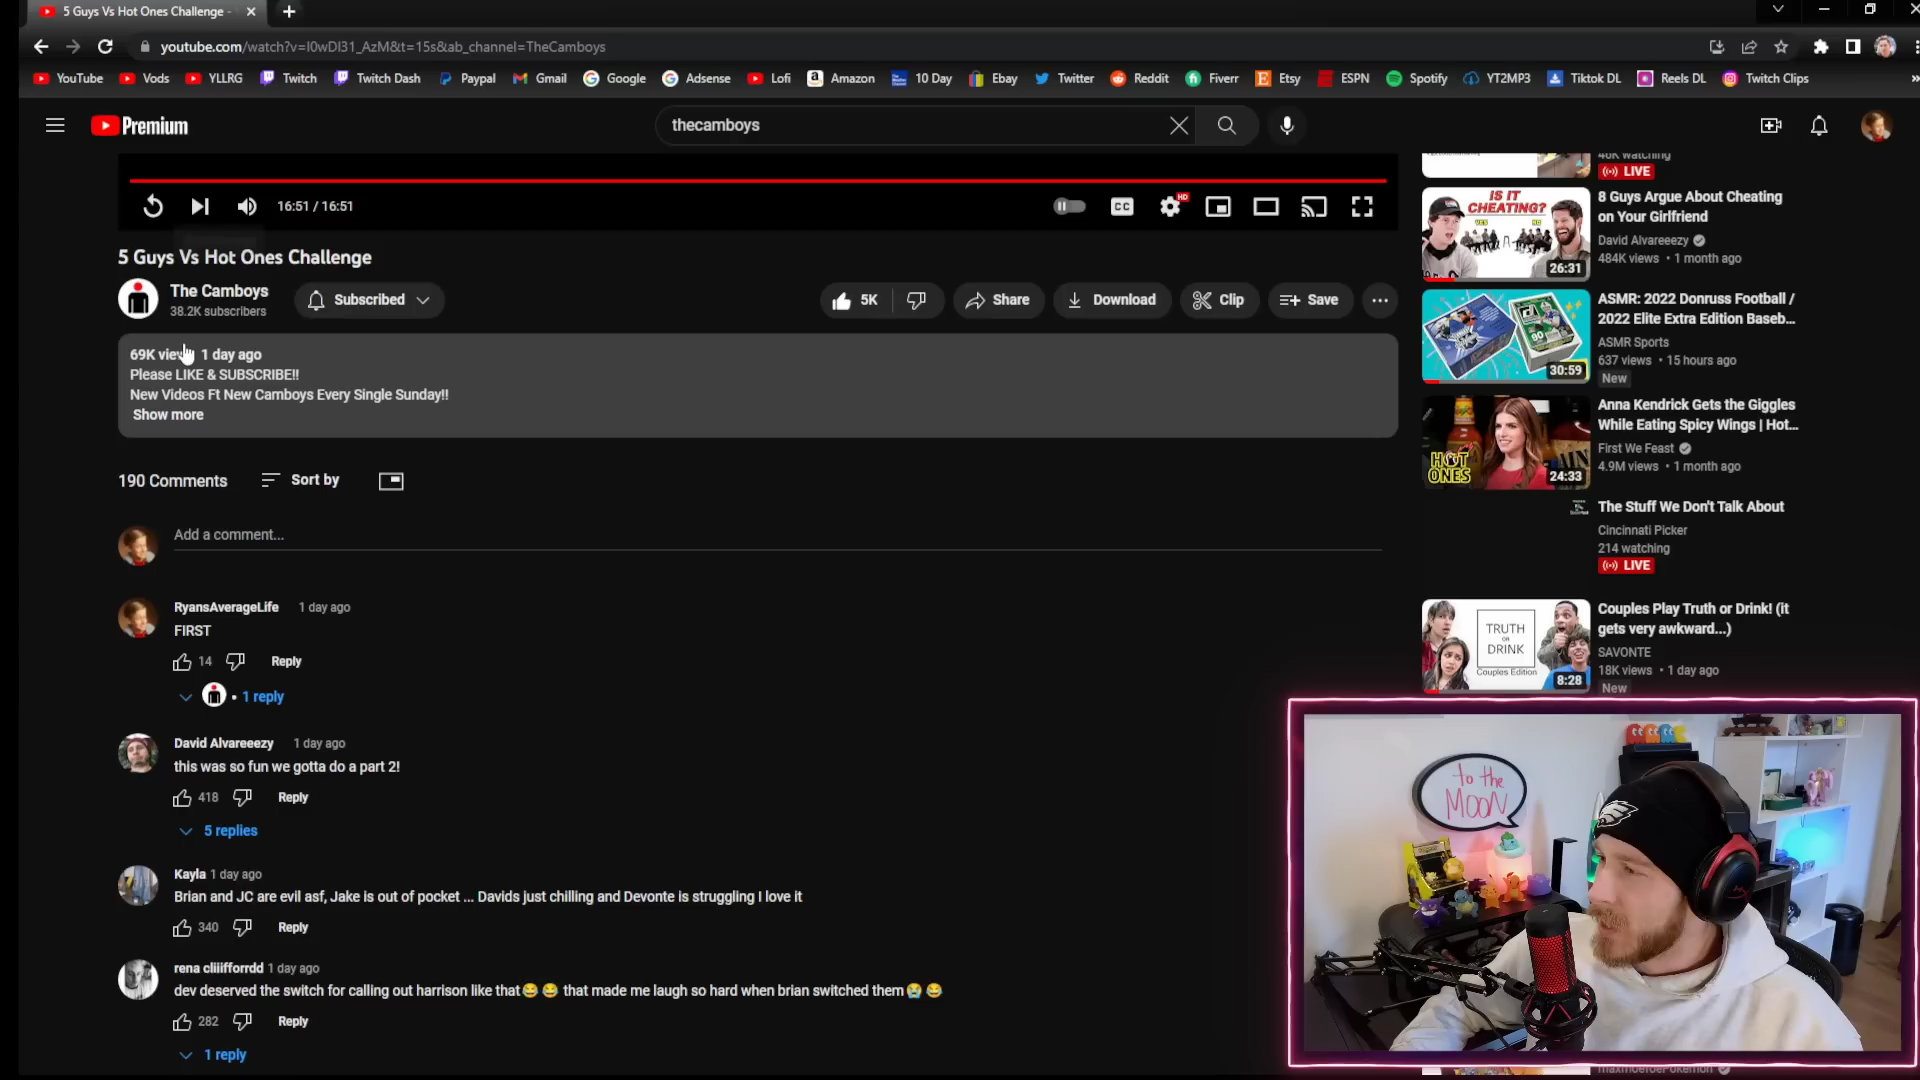 5 Guys Vs Hot Ones Challenge -
youtube.com/watch?v=I0wDI31_AzM&t=15s&ab_channel=TheCamboys
YouTube Vods YLLRG Twitch Twitch Dash Paypal Gmail Google Adsense Lofi Amazon 10 Day Ebay Twitter Reddit Fiverr Etsy ESPN Spotify YT2MP3 Tiktok DL Reels DL Twitch Clips »
Premium
thecamboys
16:51 / 16:51
CC
HD
5 Guys Vs Hot Ones Challenge
The Camboys
38.2K subscribers
Subscribed
5K
Share
Download
Clip
Save
69K 1 day ago
Please LIKE & SUBSCRIBE!!
New Videos Ft New Camboys Every Single Sunday!!
Show more
190 Comments
Sort by
Add a comment...
RyansAverageLife 1 day ago
FIRST
14 Reply
• 1 reply
David Alvareeezy 1 day ago
this was so fun we gotta do a part 2!
418 Reply
5 replies
Kayla 1 day ago
Brian and JC are evil asf, Jake is out of pocket ... Davids just chilling and Devonte is struggling I love it
340 Reply
rena cliiifforrdd 1 day ago
dev deserved the switch for calling out harrison like that😂😂 that made me laugh so hard when brian switched them😭😂
282 Reply
1 reply
46K watching
LIVE
IS IT
CHEATING?
YES
NO
26:31
8 Guys Argue About Cheating
on Your Girlfriend
David Alvareeezy
484K views • 1 month ago
30:59
ASMR: 2022 Donruss Football /
2022 Elite Extra Edition Baseb...
ASMR Sports
637 views • 15 hours ago
New
HOT
ONES
24:33
Anna Kendrick Gets the Giggles
While Eating Spicy Wings | Hot...
First We Feast
4.9M views • 1 month ago
The Stuff We Don't Talk About
Cincinnati Picker
214 watching
LIVE
TRUTH
OR
DRINK
Couples Edition
8:28
Couples Play Truth or Drink! (it
gets very awkward...)
SAVONTE
18K views • 1 day ago
New
to the
MOON
maxmoefoePokemon